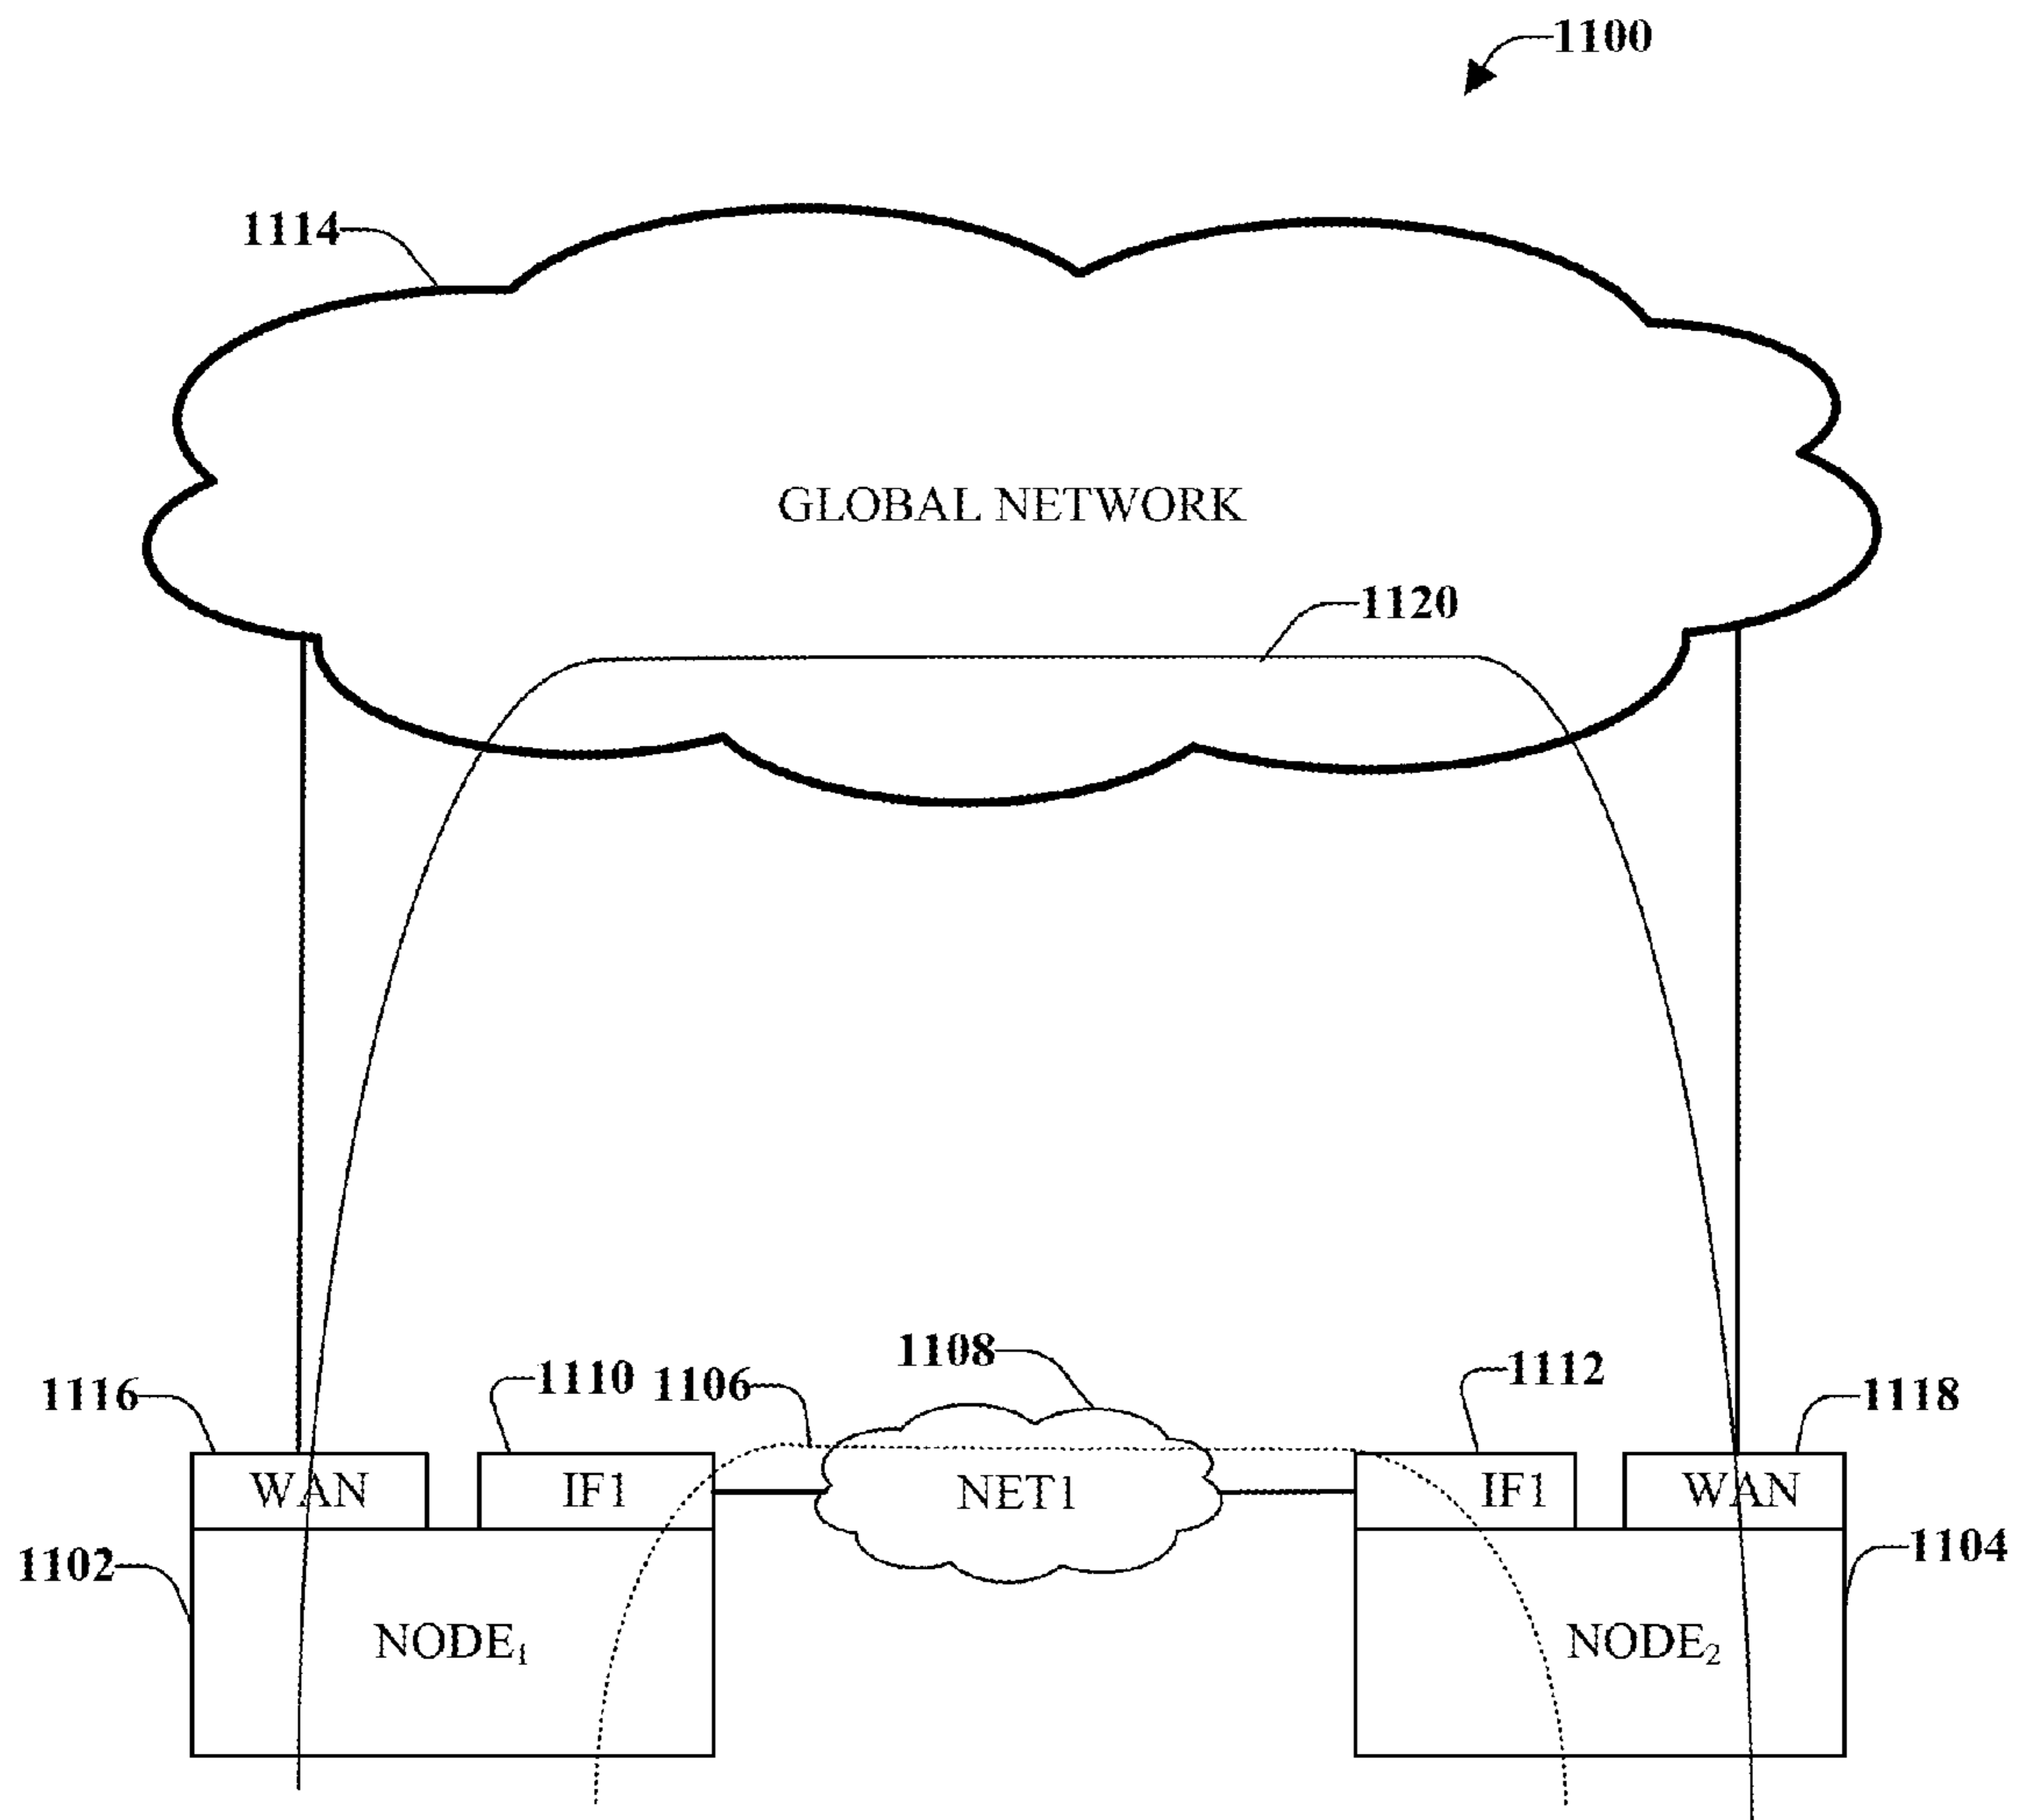 1100
1114
GLOBAL NETWORK
1120
1108
1116
1110
1106
1112
1118
WAN
IF1
NET1
IF1
WAN
1102
1104
NODE₁
NODE₂